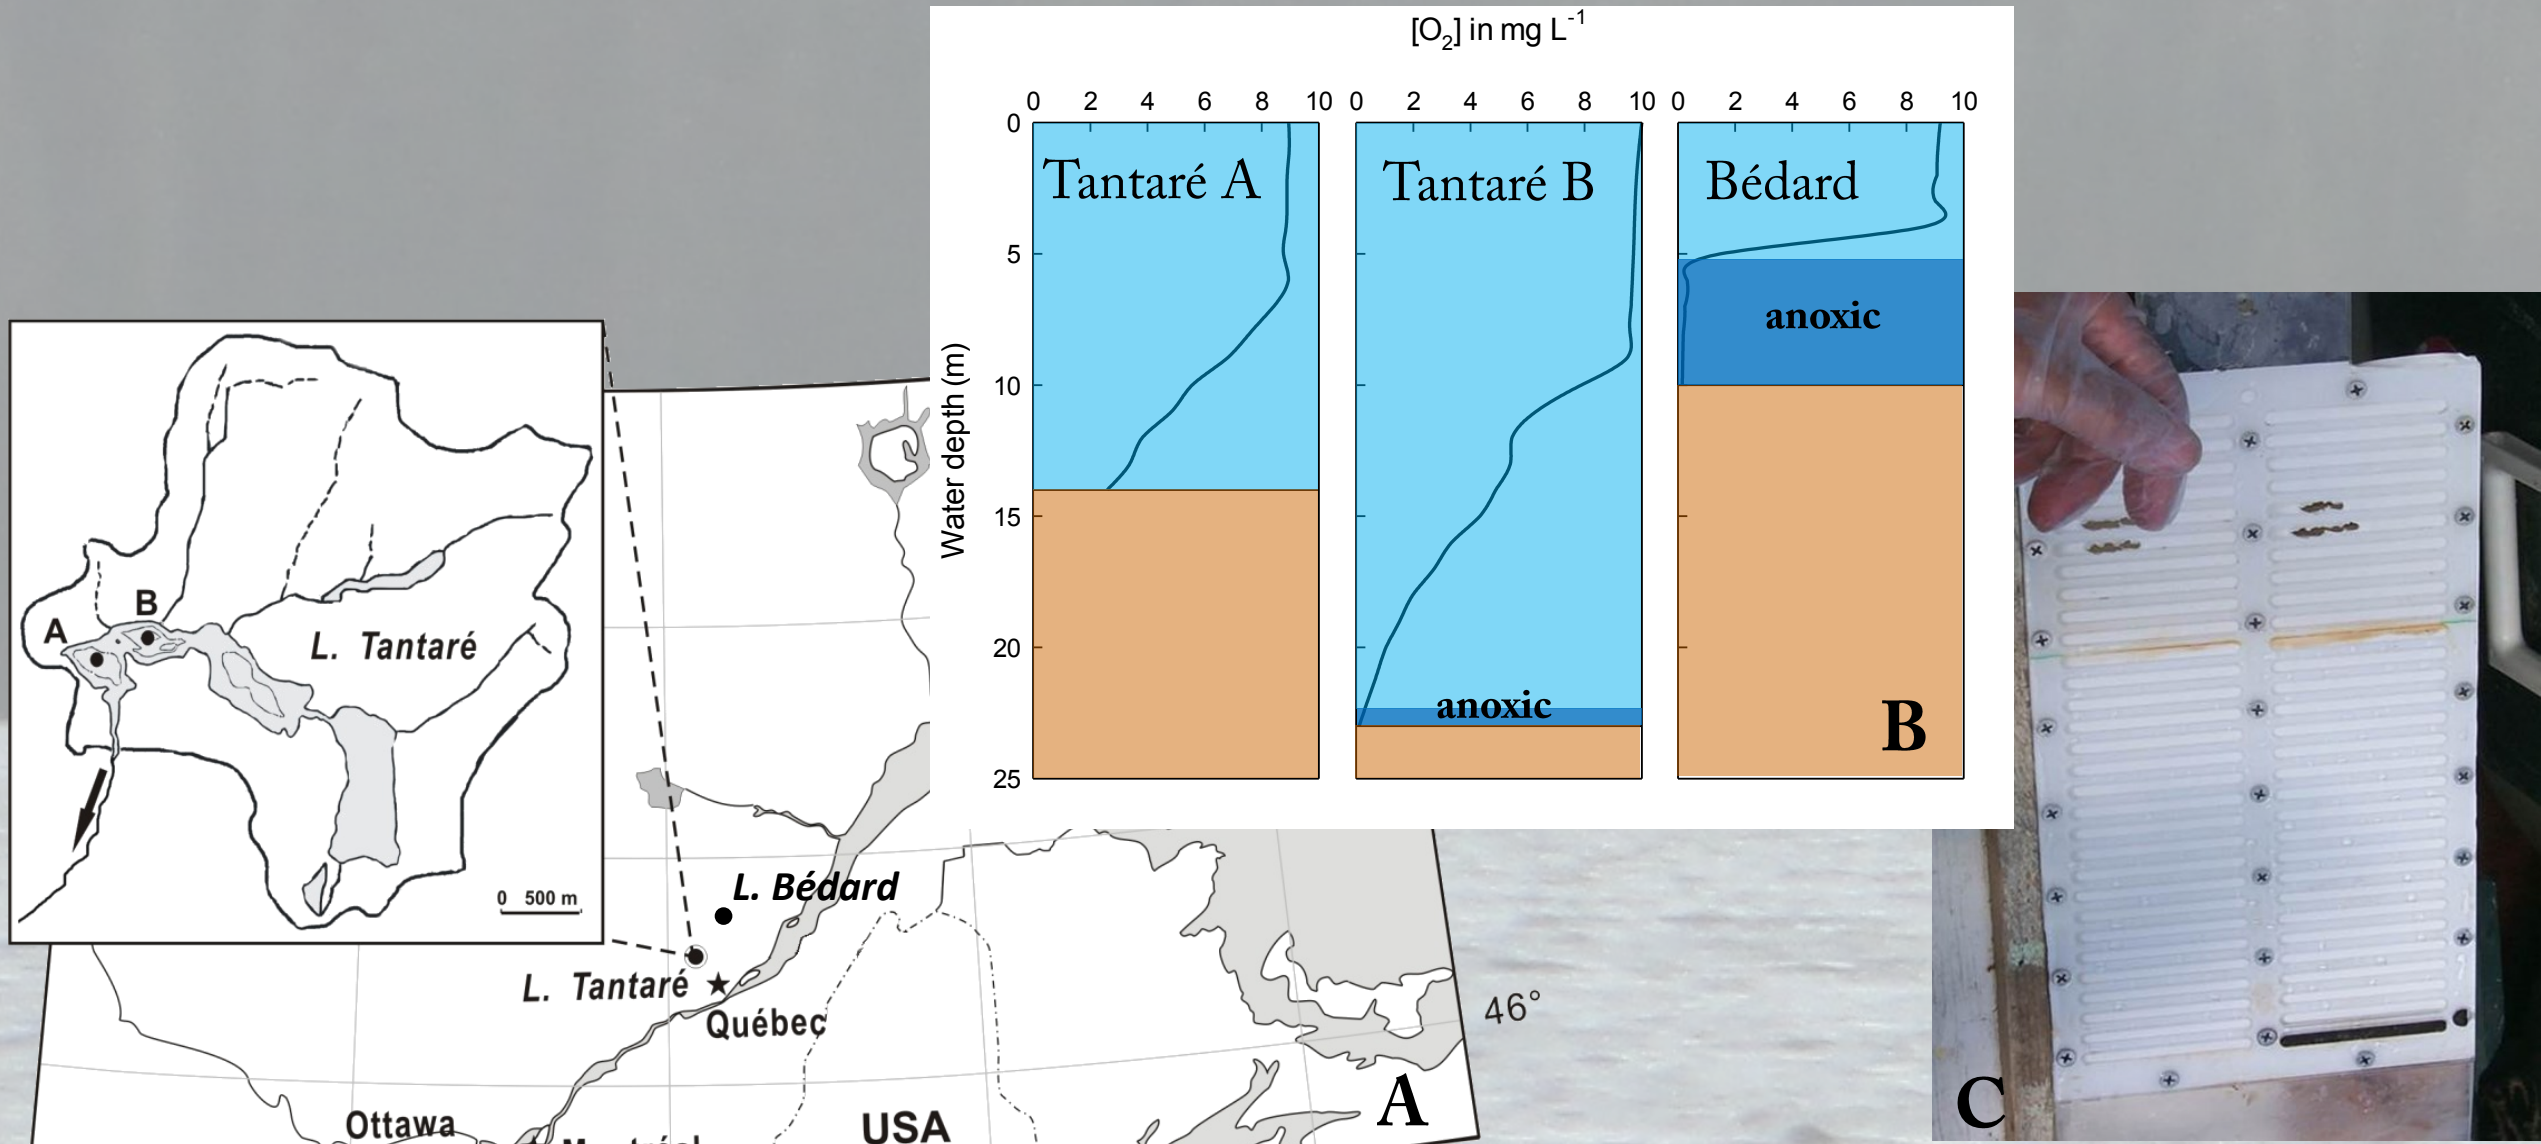 [O₂] in mg L⁻¹
0 2 4 6 8 10 0 2 4 6 8 10 0 2 4 6 8 10
0
5
10
15
20
25
Water depth (m)
Tantaré A
Tantaré B
Bédard
anoxic
anoxic
B
A
B
L. Tantaré
0 500 m
L. Bédard
L. Tantaré
Québec
46°
Ottawa
USA
A
C